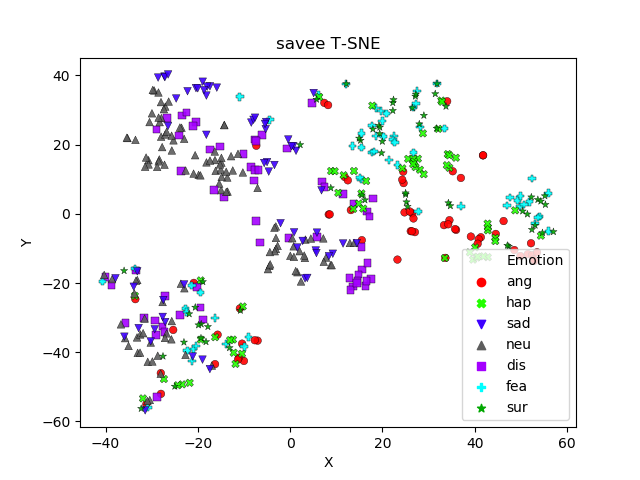 savee T-SNE
40
20
0
−20
−40
−60
Y
−40
−20
0
20
40
60
X
Emotion
ang
hap
sad
neu
dis
fea
sur